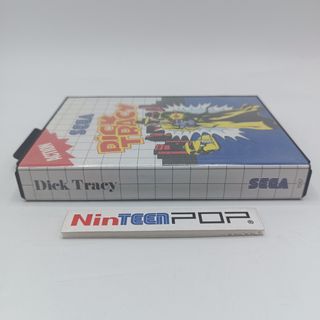 SEGA
DICK
TRACY
ACTION
Dick Tracy
SEGA
NinTEENPOP®